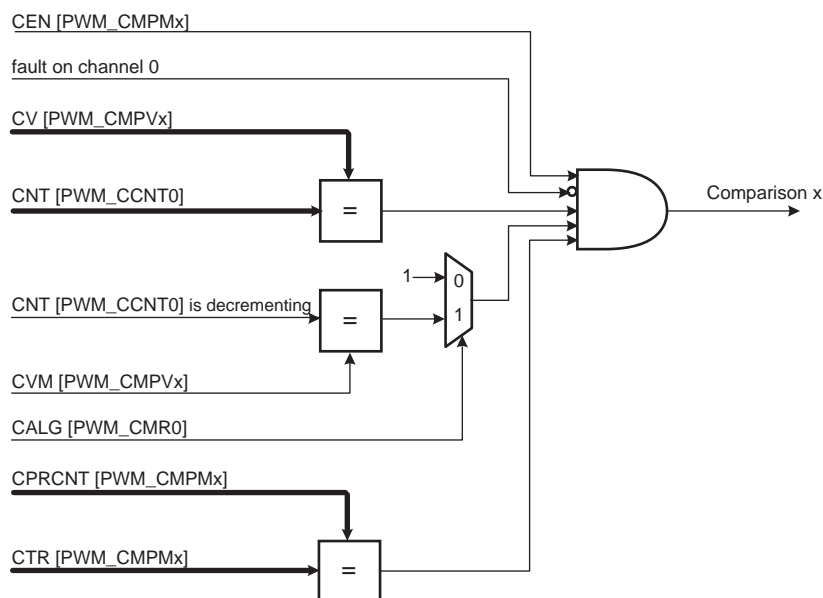 CEN [PWM_CMPMx]
fault on channel 0
CV [PWM_CMPVx]
CNT [PWM_CCNT0]
=
Comparison x
1
0
CNT [PWM_CCNT0] is decrementing
=
1
CVM [PWM_CMPVx]
CALG [PWM_CMR0]
CPRCNT [PWM_CMPMx]
CTR [PWM_CMPMx]
=